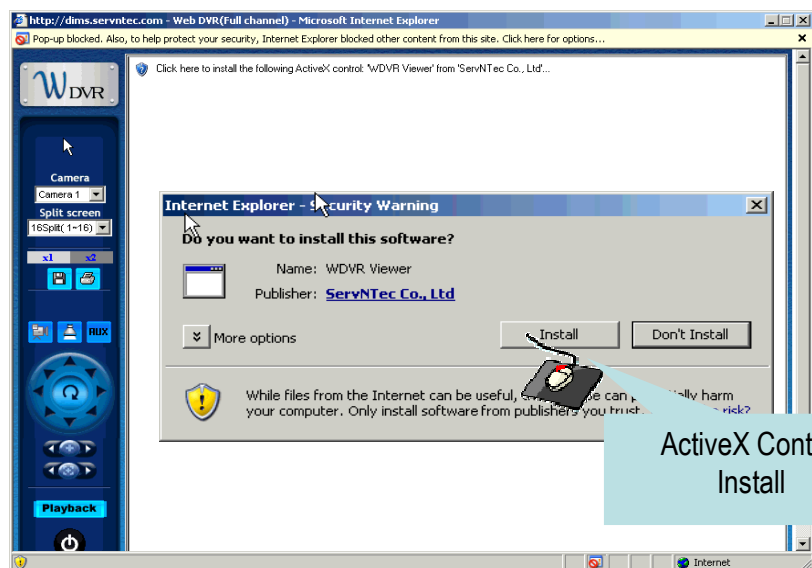 http://dims.servntec.com - Web DVR(Full channel) - Microsoft Internet Explorer
Pop-up blocked. Also, to help protect your security, Internet Explorer blocked other content from this site. Click here for options...
Click here to install the following ActiveX control: 'WDVR Viewer' from 'ServNTec Co., Ltd'...
WDVR
Camera
Camera 1
Split screen
16Split( 1~16)
x1 x2
AUX
Playback
Internet Explorer - Security Warning
Do you want to install this software?
Name: WDVR Viewer
Publisher: ServNTec Co., Ltd
More options
Install
Don't Install
While files from the Internet can be useful, can harm
your computer. Only install software from publishers you trust. risk?
ActiveX
Install
Internet